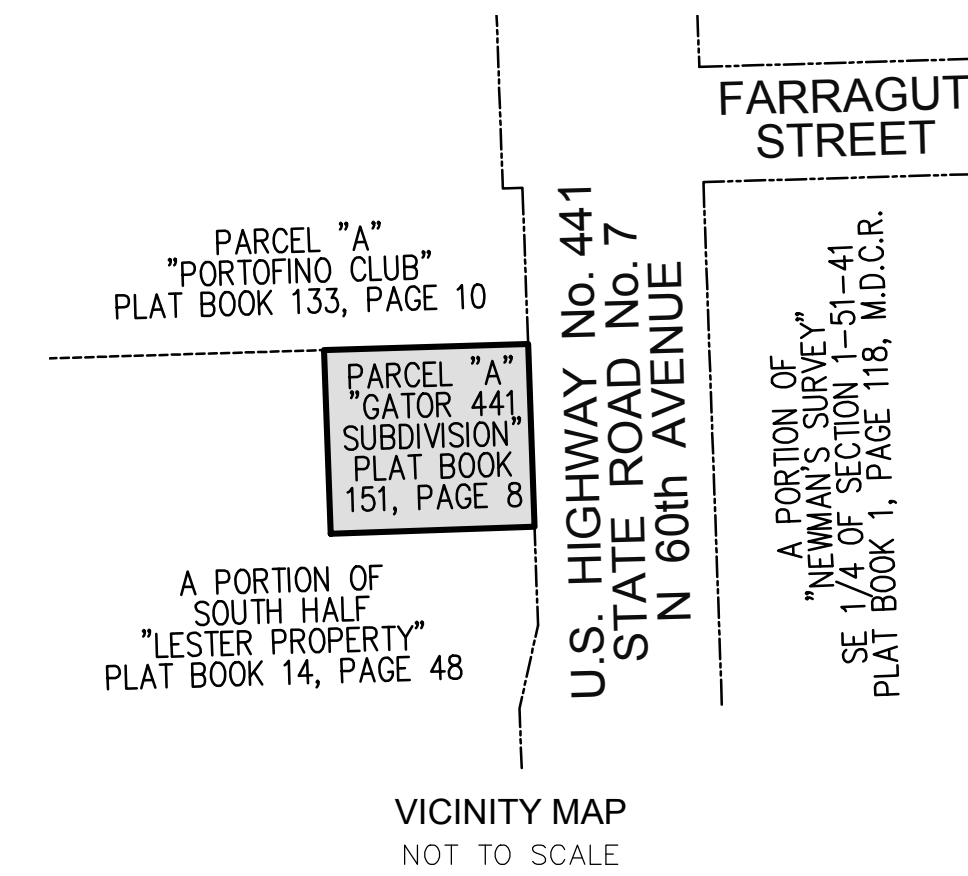 FARRAGUT
STREET
PARCEL "A"
"PORTOFINO CLUB"
PLAT BOOK 133, PAGE 10
PARCEL "A"
"GATOR 441
SUBDIVISION"
PLAT BOOK
151, PAGE 8
U.S. HIGHWAY No. 441
STATE ROAD No. 7
N 60th AVENUE
A PORTION OF
"NEWMAN'S SURVEY"
SE 1/4 OF SECTION 1-51-41
PLAT BOOK 1, PAGE 118, M.D.C.R.
A PORTION OF
SOUTH HALF
"LESTER PROPERTY"
PLAT BOOK 14, PAGE 48
VICINITY MAP
NOT TO SCALE